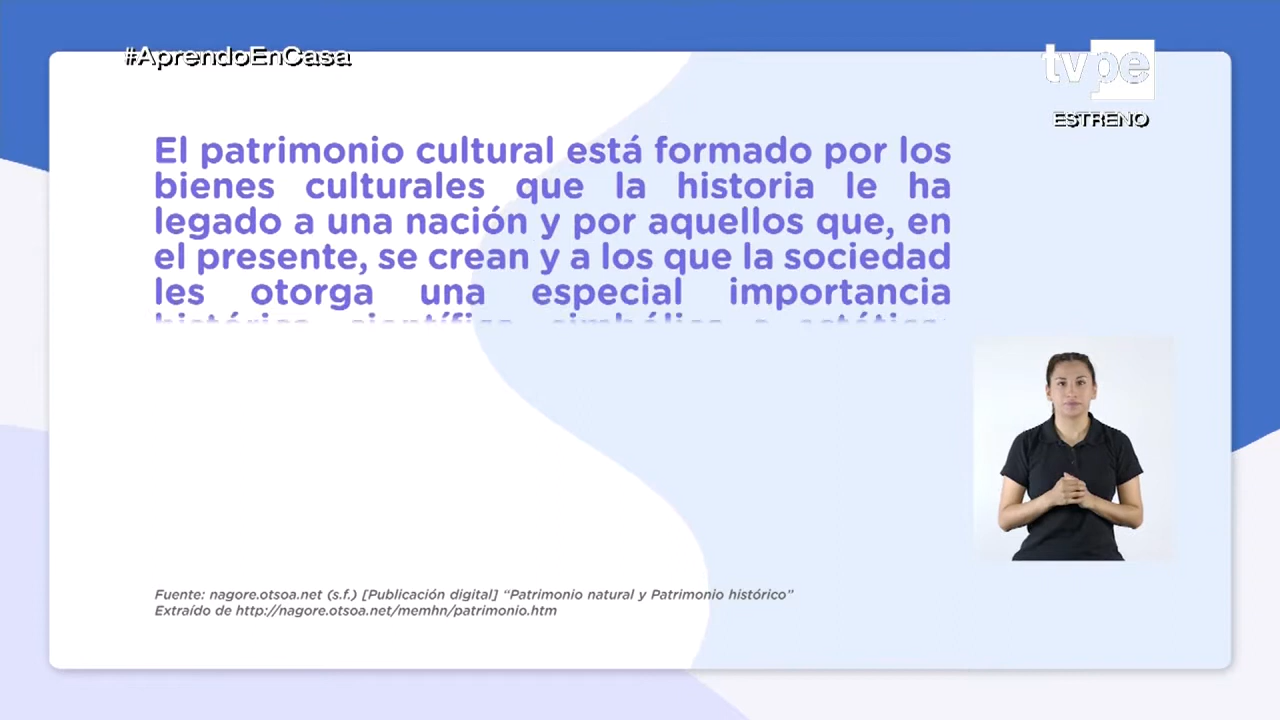 #AprendoEnCasa
tvpe
ESTRENO
El patrimonio cultural está formado por los
bienes culturales que la historia le ha
legado a una nación y por aquellos que, en
el presente, se crean y a los que la sociedad
les otorga una especial importancia
Fuente: nagore.otsoa.net (s.f.) [Publicación digital] “Patrimonio natural y Patrimonio histórico”
Extraído de http://nagore.otsoa.net/memhn/patrimonio.htm